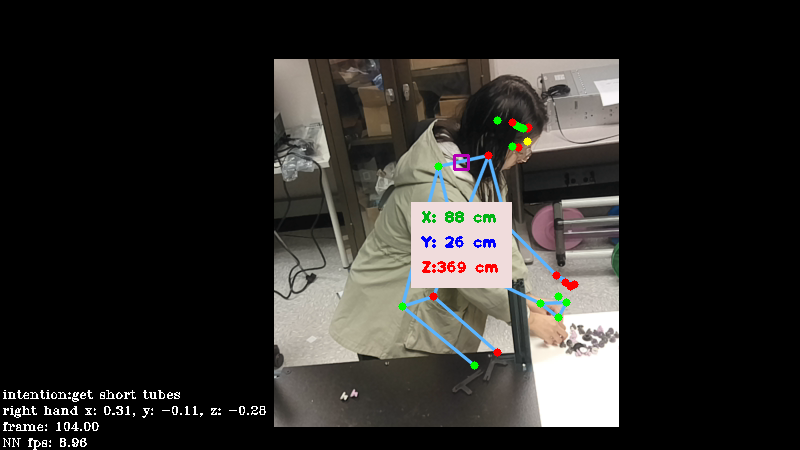 X: 88 cm
Y: 26 cm
Z:369 cm
intention:get short tubes
right hand x: 0.31, y: -0.11, z: -0.28
frame: 104.00
NN fps: 8.96